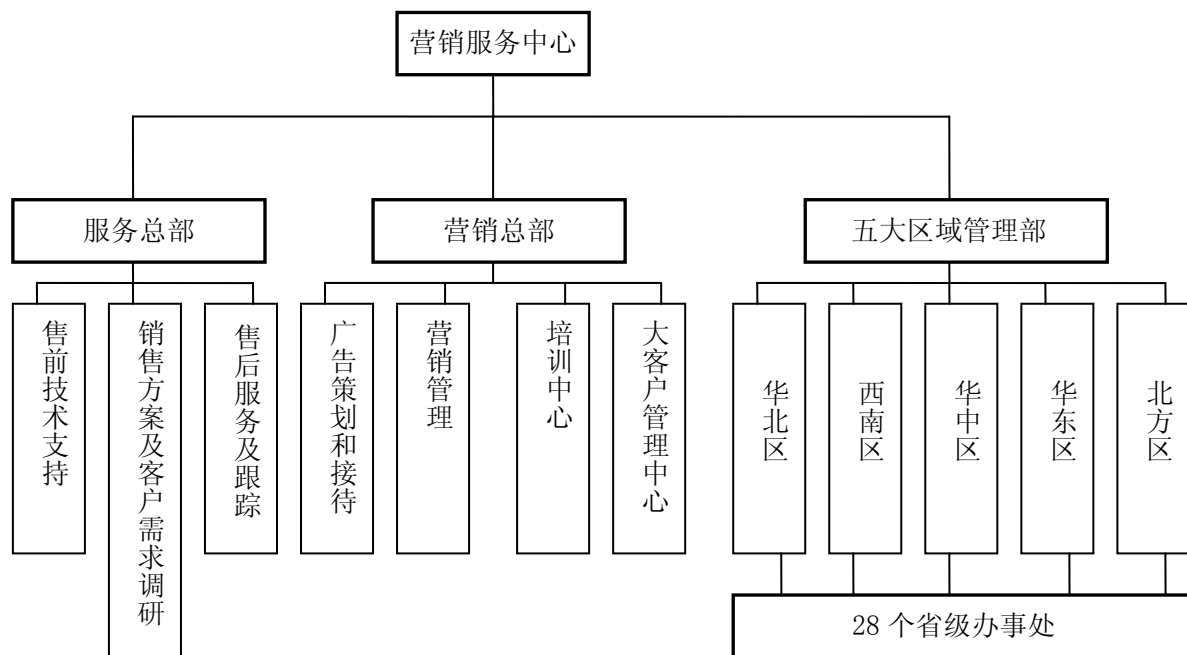 营销服务中心
服务总部
营销总部
五大区域管理部
售前技术支持
销售方案及客户需求调研
售后服务及跟踪
广告策划和接待
营销管理
培训中心
大客户管理中心
华北区
西南区
华中区
华东区
北方区
28 个省级办事处